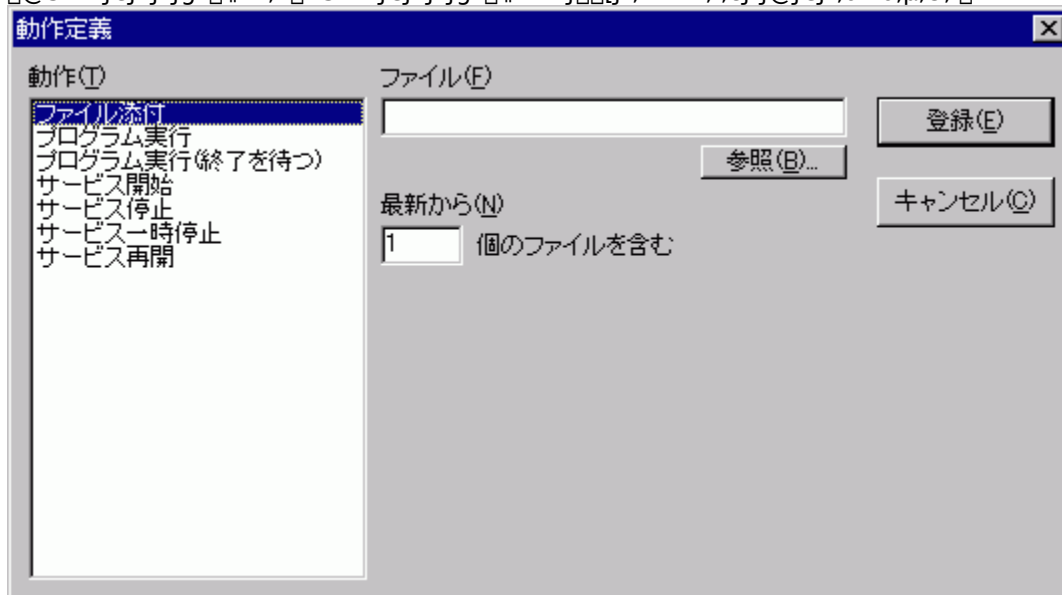 動作定義
動作(T)
ファイル添付
プログラム実行
プログラム実行(終了を待つ)
サービス開始
サービス停止
サービス一時停止
サービス再開
ファイル(F)
参照(B)...
最新から(N)
1 個のファイルを含む
登録(E)
キャンセル(C)